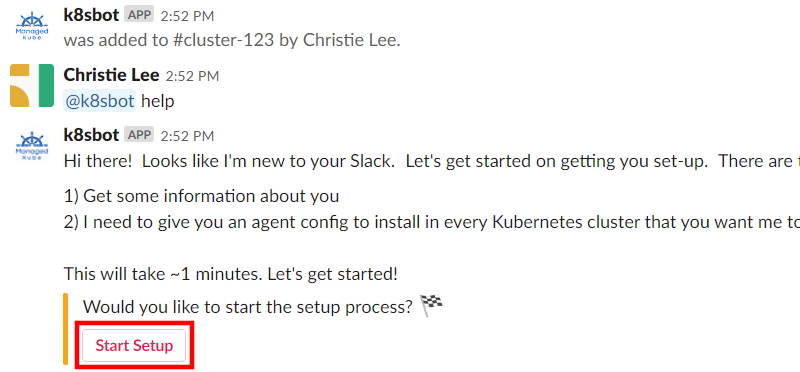 k8sbot APP 2:52 PM
was added to #cluster-123 by Christie Lee.
Managed
Kube
Christie Lee 2:52 PM
@k8sbot help
k8sbot APP 2:52 PM
Managed
Kube
Hi there! Looks like I'm new to your Slack. Let's get started on getting you set-up. There are
1) Get some information about you
2) I need to give you an agent config to install in every Kubernetes cluster that you want me to
This will take ~1 minutes. Let's get started!
Would you like to start the setup process?
Start Setup